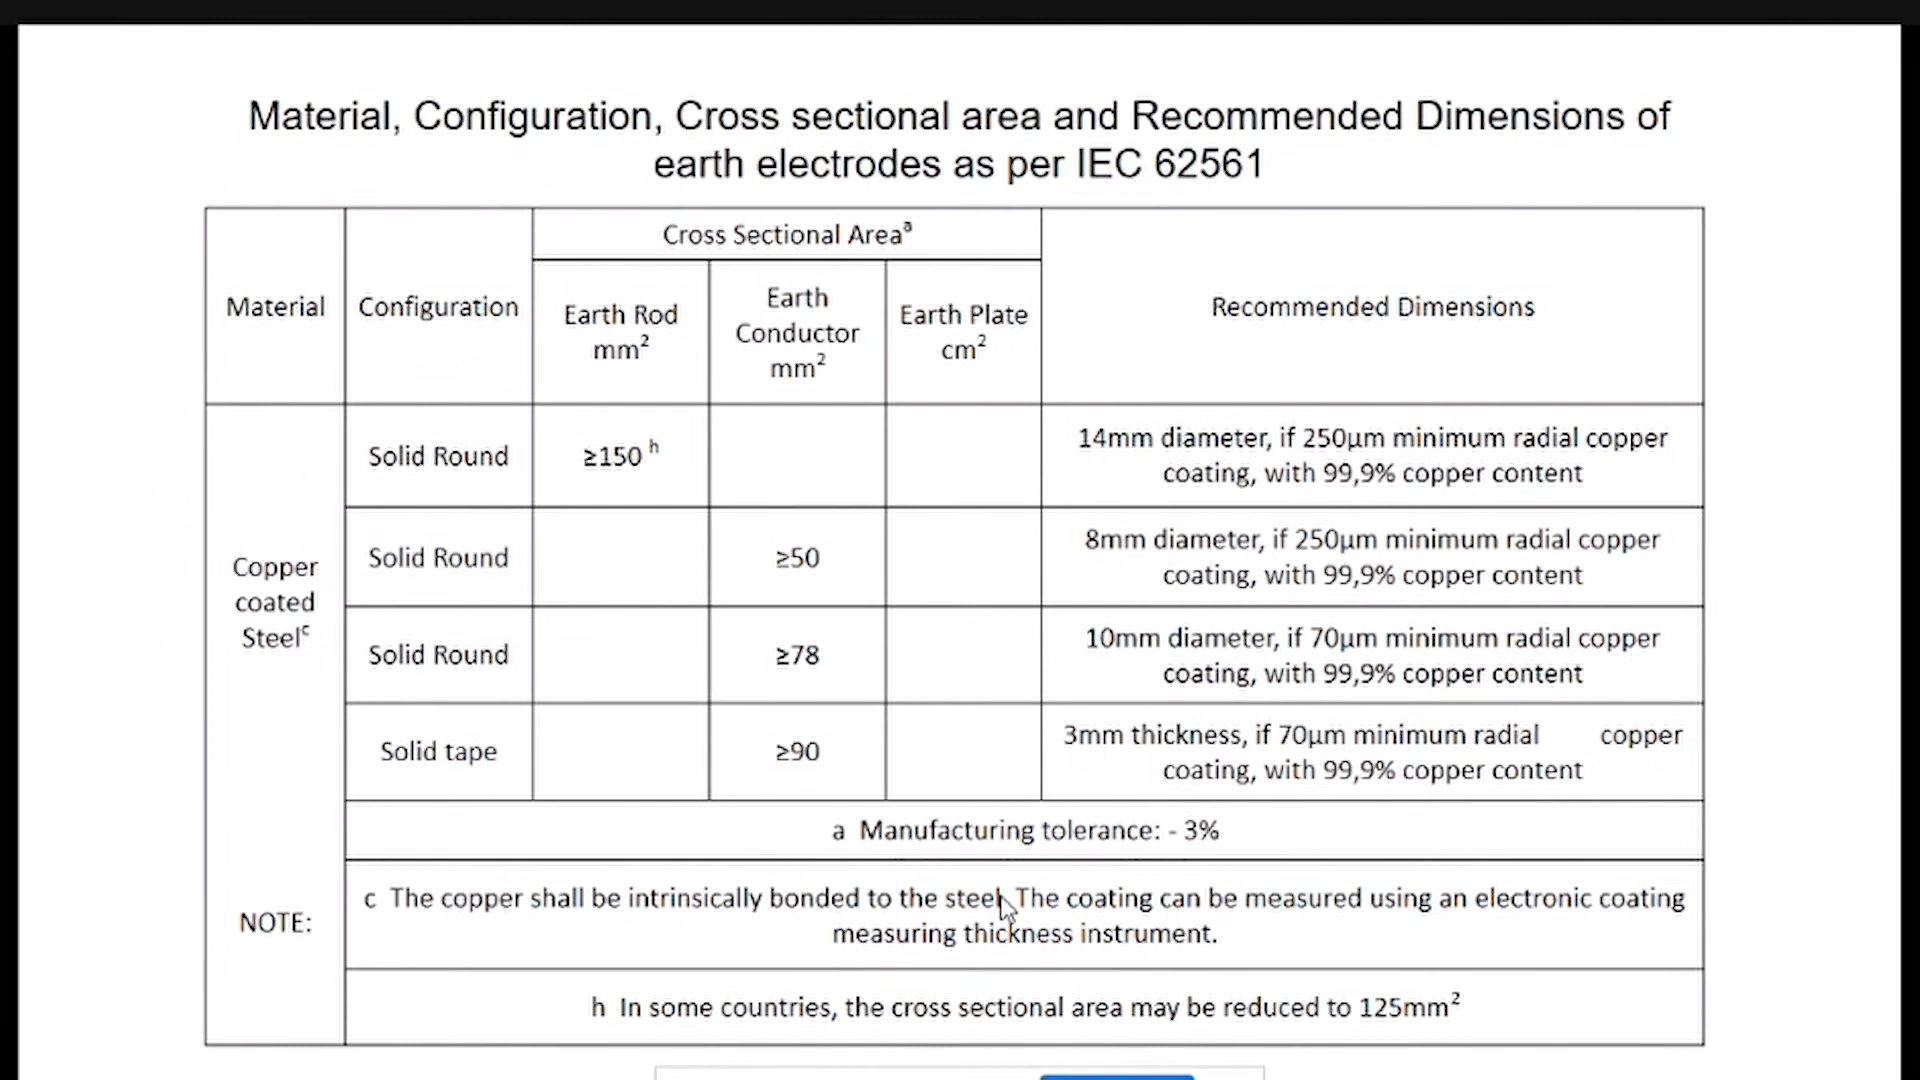 Material, Configuration, Cross sectional area and Recommended Dimensions of
earth electrodes as per IEC 62561
Material
Configuration
Cross Sectional Areaᵃ
Earth Rod
mm²
Earth
Conductor
mm²
Earth Plate
cm²
Recommended Dimensions
Copper
coated
Steelᶜ
Solid Round
≥150 ʰ
14mm diameter, if 250µm minimum radial copper
coating, with 99,9% copper content
Solid Round
≥50
8mm diameter, if 250µm minimum radial copper
coating, with 99,9% copper content
Solid Round
≥78
10mm diameter, if 70µm minimum radial copper
coating, with 99,9% copper content
Solid tape
≥90
3mm thickness, if 70µm minimum radial copper
coating, with 99,9% copper content
NOTE:
a Manufacturing tolerance: - 3%
c The copper shall be intrinsically bonded to the steel. The coating can be measured using an electronic coating
measuring thickness instrument.
h In some countries, the cross sectional area may be reduced to 125mm²